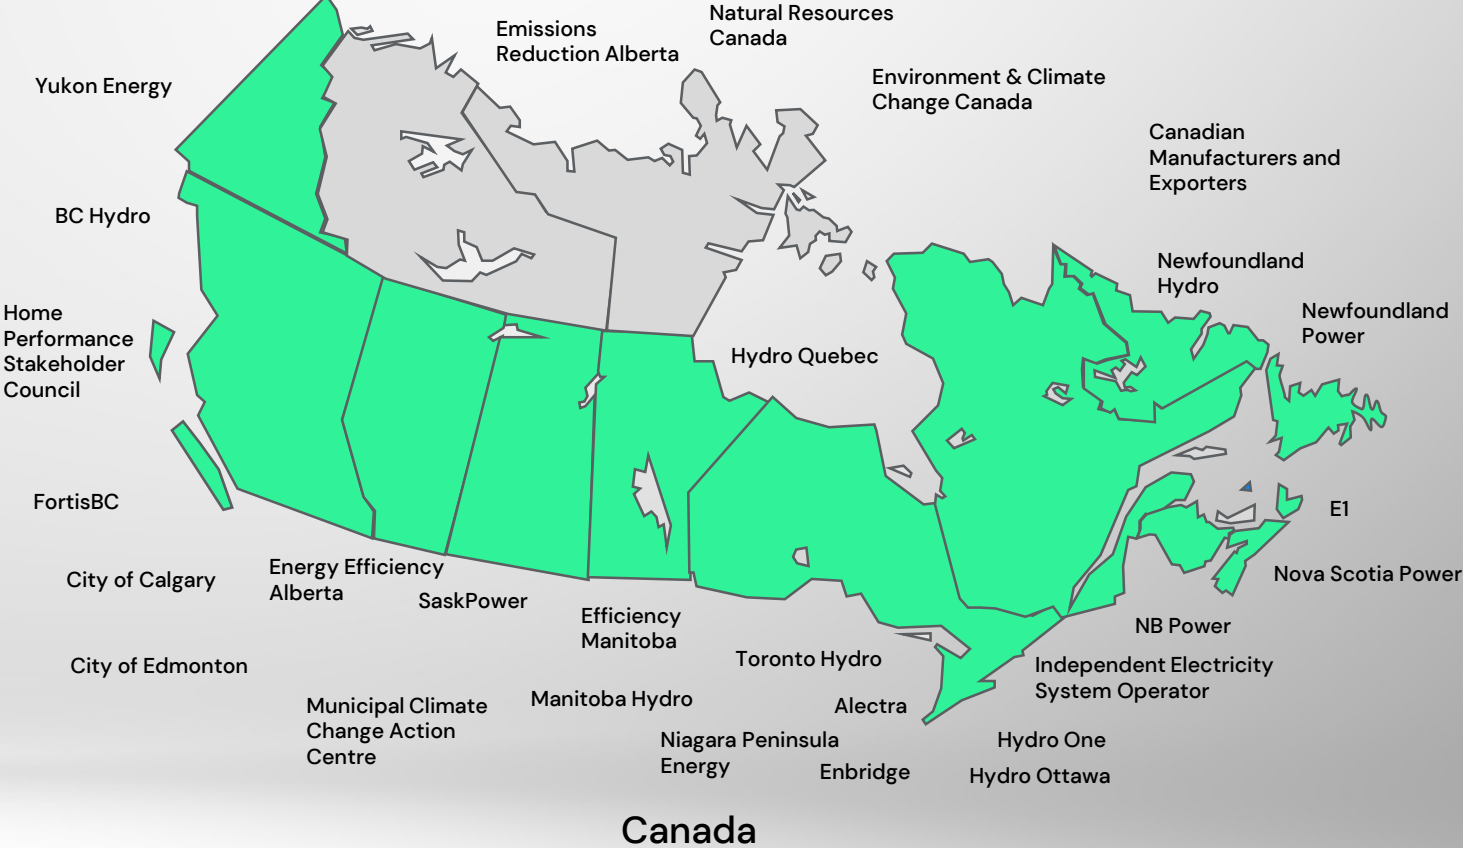 Natural Resources
Canada
Emissions
Reduction Alberta
Yukon Energy
Environment & Climate
Change Canada
Canadian
Manufacturers and
Exporters
BC Hydro
Newfoundland
Hydro
Home
Performance
Stakeholder
Council
Newfoundland
Power
Hydro Quebec
FortisBC
E1
City of Calgary
Energy Efficiency
Alberta
SaskPower
Nova Scotia Power
Efficiency
Manitoba
NB Power
City of Edmonton
Toronto Hydro
Independent Electricity
System Operator
Municipal Climate
Change Action
Centre
Manitoba Hydro
Alectra
Niagara Peninsula
Energy
Hydro One
Enbridge
Hydro Ottawa
Canada